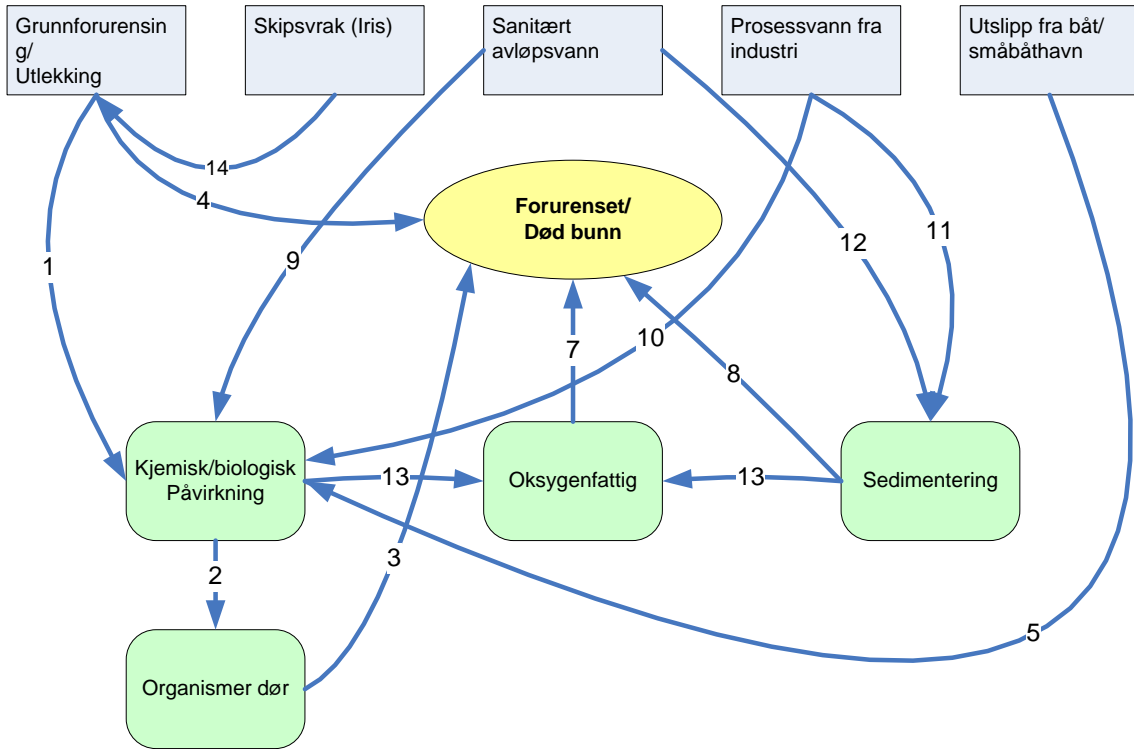 Grunnforurensin
g/
Utlekking
Skipsvrak (Iris)
Sanitært
avløpsvann
Prosessvann fra
industri
Utslipp fra båt/
småbåthavn
14
4
Forurenset/
Død bunn
1
9
12
11
7
10
8
Kjemisk/biologisk
Påvirkning
13
Oksygenfattig
13
Sedimentering
2
3
5
Organismer dør